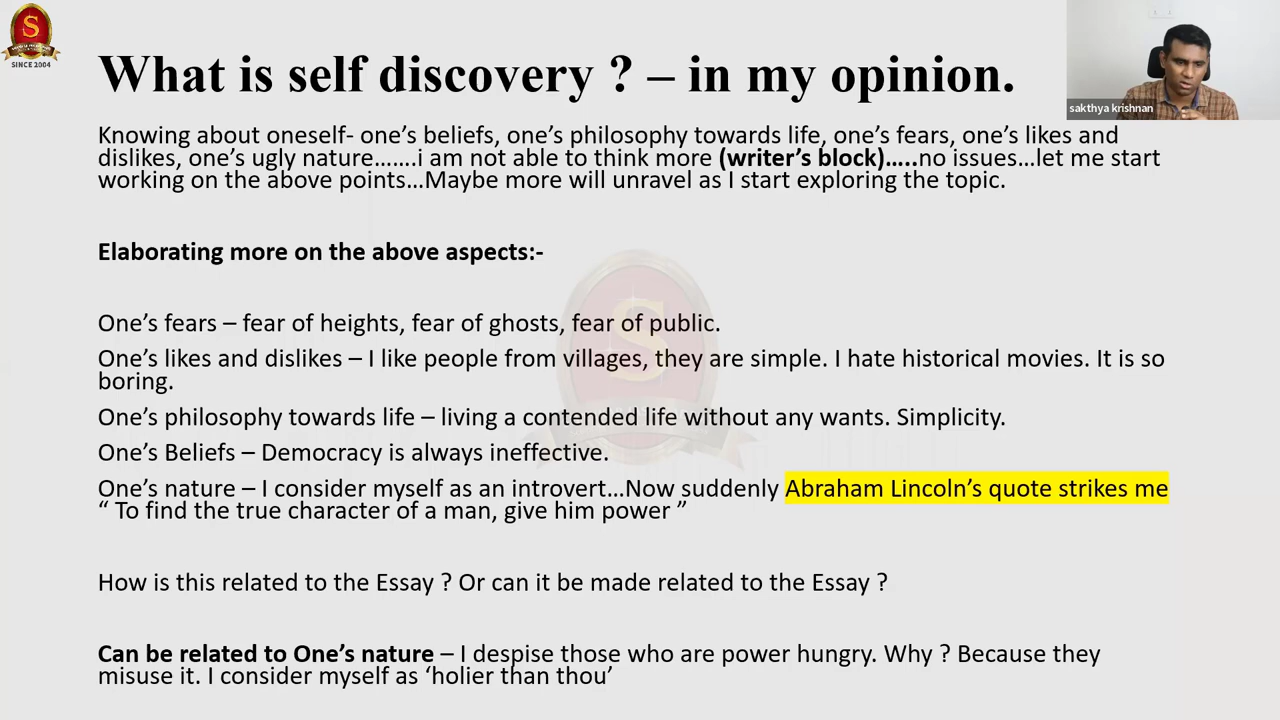 S
SINCE 2004
What is self discovery ? – in my opinion.
sakthya krishnan
Knowing about oneself- one’s beliefs, one’s philosophy towards life, one’s fears, one’s likes and
dislikes, one’s ugly nature…….i am not able to think more (writer’s block)…..no issues…let me start
working on the above points…Maybe more will unravel as I start exploring the topic.
Elaborating more on the above aspects:-
One’s fears – fear of heights, fear of ghosts, fear of public.
One’s likes and dislikes – I like people from villages, they are simple. I hate historical movies. It is so
boring.
One’s philosophy towards life – living a contended life without any wants. Simplicity.
One’s Beliefs – Democracy is always ineffective.
One’s nature – I consider myself as an introvert…Now suddenly Abraham Lincoln’s quote strikes me
“ To find the true character of a man, give him power ”
How is this related to the Essay ? Or can it be made related to the Essay ?
Can be related to One’s nature – I despise those who are power hungry. Why ? Because they
misuse it. I consider myself as ‘holier than thou’